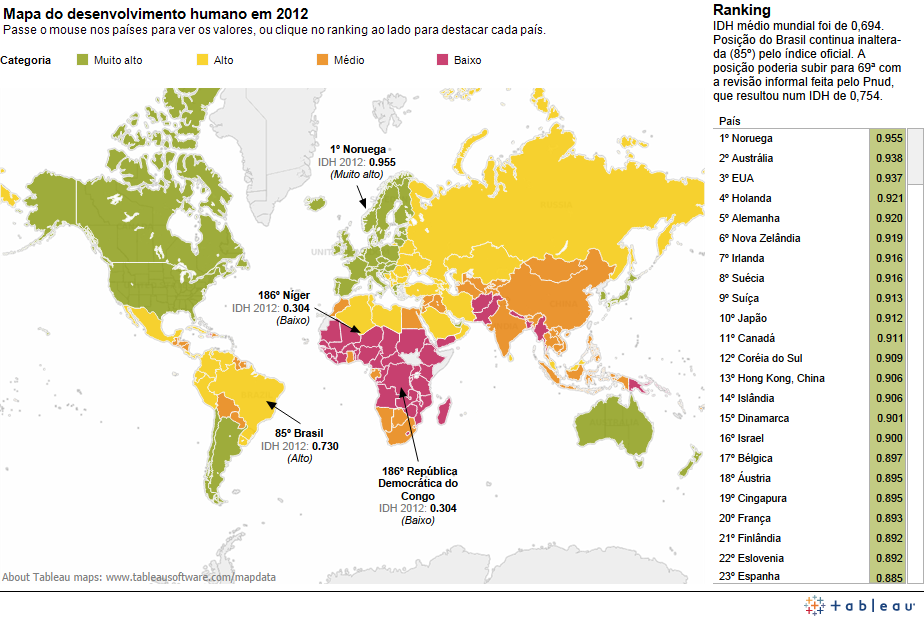 Mapa do desenvolvimento humano em 2012
Passe o mouse nos países para ver os valores, ou clique no ranking ao lado para destacar cada país.
Categoria
Muito alto
Alto
Médio
Baixo
1º Noruega
IDH 2012: 0.955
(Muito alto)
186º Níger
IDH 2012: 0.304
(Baixo)
85º Brasil
IDH 2012: 0.730
(Alto)
186º República
Democrática do
Congo
IDH 2012: 0.304
(Baixo)
About Tableau maps: www.tableausoftware.com/mapdata
Ranking
IDH médio mundial foi de 0,694.
Posição do Brasil continua inaltera-
da (85º) pelo índice oficial. A
posição poderia subir para 69ª com
a revisão informal feita pelo Pnud,
que resultou num IDH de 0,754.
País
1º Noruega 0.955
2º Austrália 0.938
3º EUA 0.937
4º Holanda 0.921
5º Alemanha 0.920
6º Nova Zelândia 0.919
7º Irlanda 0.916
8º Suécia 0.916
9º Suíça 0.913
10º Japão 0.912
11º Canadá 0.911
12º Coréia do Sul 0.909
13º Hong Kong, China 0.906
14º Islândia 0.906
15º Dinamarca 0.901
16º Israel 0.900
17º Bélgica 0.897
18º Áustria 0.895
19º Cingapura 0.895
20º França 0.893
21º Finlândia 0.892
22º Eslovenia 0.892
23º Espanha 0.885
tableau